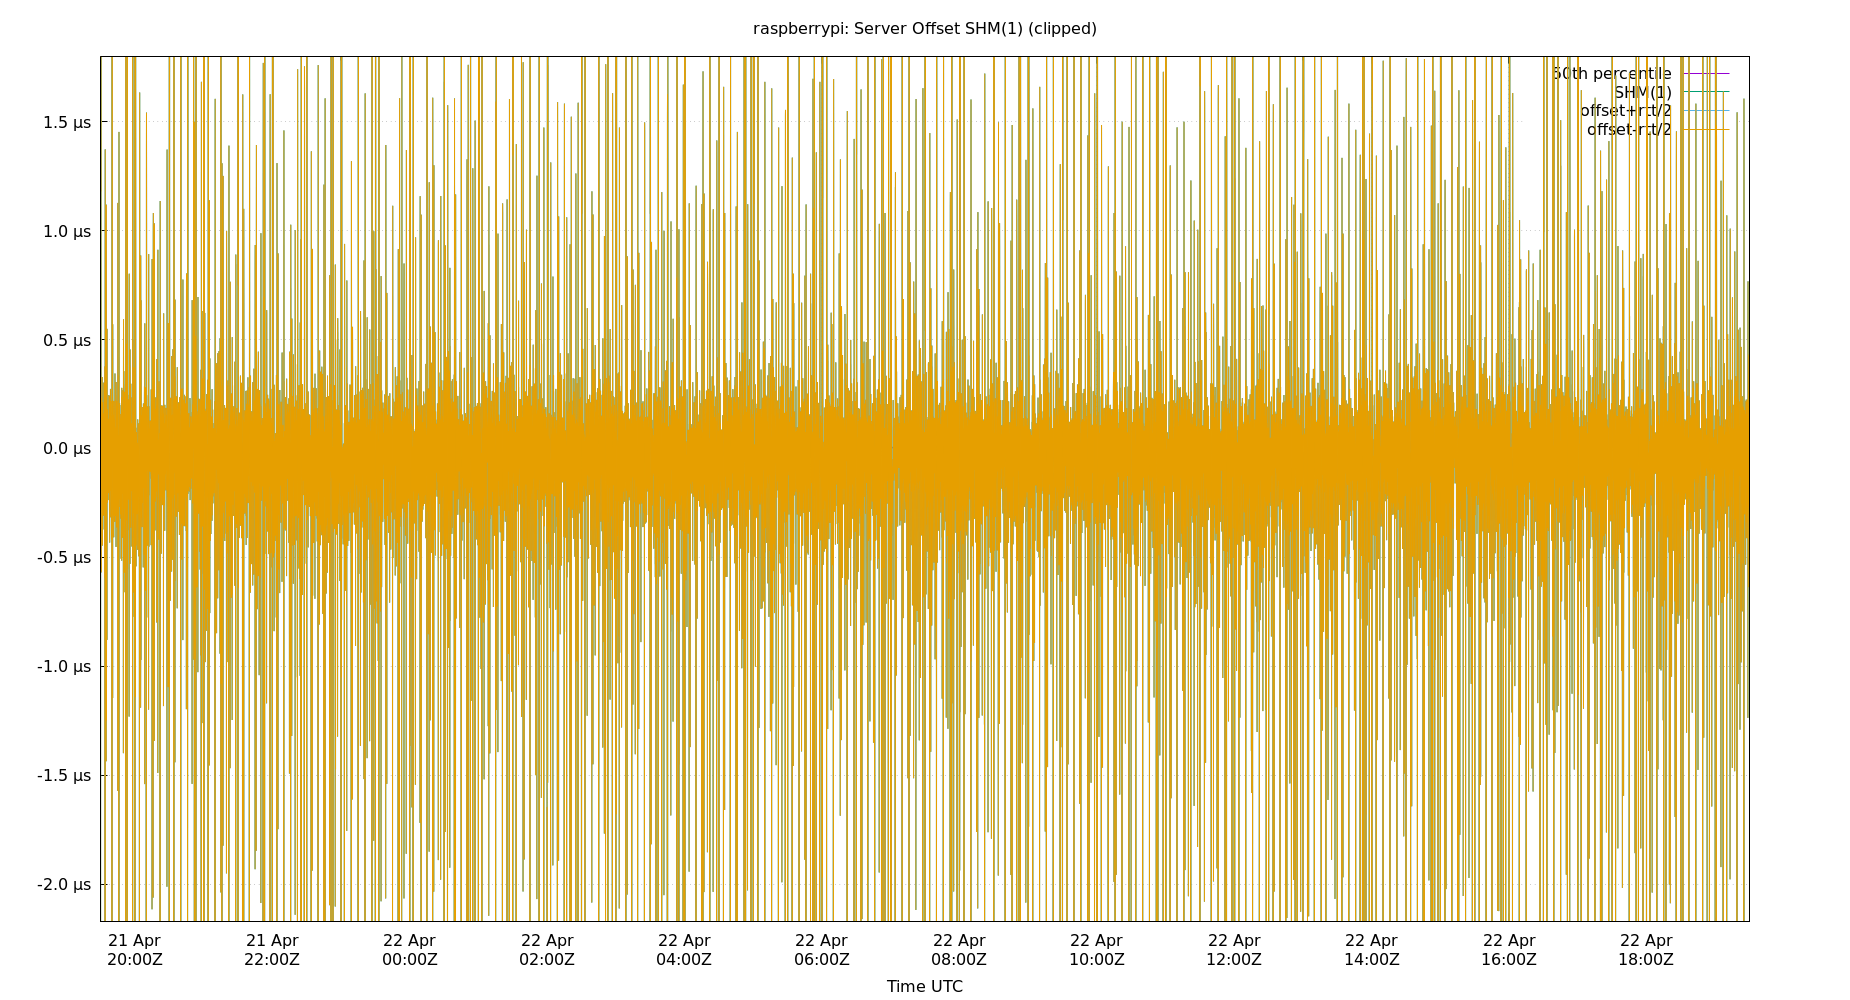 raspberrypi: Server Offset SHM(1) (clipped)
50th percentile
SHM(1)
offset+rtt/2
offset-rtt/2
1.5 µs
1.0 µs
0.5 µs
0.0 µs
-0.5 µs
-1.0 µs
-1.5 µs
-2.0 µs
21 Apr 21 Apr 22 Apr 22 Apr 22 Apr 22 Apr 22 Apr 22 Apr 22 Apr 22 Apr 22 Apr 22 Apr
20:00Z 22:00Z 00:00Z 02:00Z 04:00Z 06:00Z 08:00Z 10:00Z 12:00Z 14:00Z 16:00Z 18:00Z
Time UTC